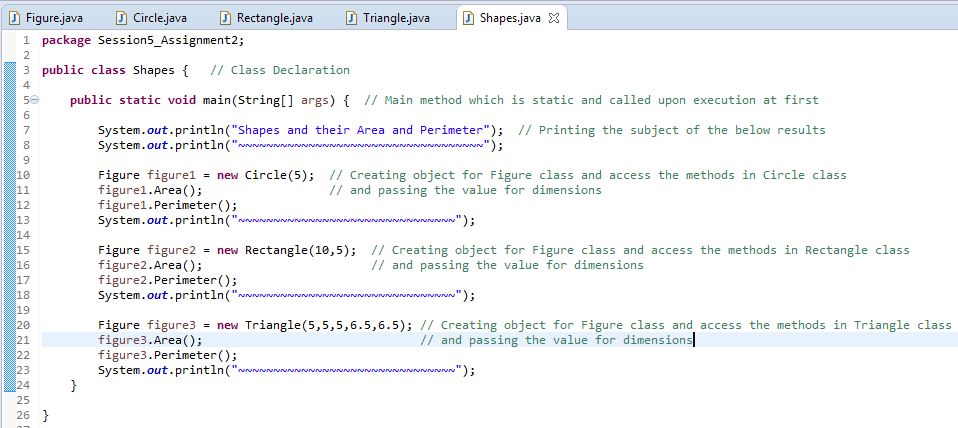 Figure.java Circle.java Rectangle.java Triangle.java Shapes.java
1 package Session5_Assignment2;
2
3 public class Shapes {   // Class Declaration
4
5     public static void main(String[] args) {  // Main method which is static and called upon execution at first
6
7         System.out.println("Shapes and their Area and Perimeter");  // Printing the subject of the below results
8         System.out.println("~~~~~~~~~~~~~~~~~~~~~~~~~~~~~~~~~~~");
9
10         Figure figure1 = new Circle(5);  // Creating object for Figure class and access the methods in Circle class
11         figure1.Area();                  // and passing the value for dimensions
12         figure1.Perimeter();
13         System.out.println("~~~~~~~~~~~~~~~~~~~~~~~~~~~~~~~");
14
15         Figure figure2 = new Rectangle(10,5);  // Creating object for Figure class and access the methods in Rectangle class
16         figure2.Area();                        // and passing the value for dimensions
17         figure2.Perimeter();
18         System.out.println("~~~~~~~~~~~~~~~~~~~~~~~~~~~~~~~");
19
20         Figure figure3 = new Triangle(5,5,5,6.5,6.5); // Creating object for Figure class and access the methods in Triangle class
21         figure3.Area();                               // and passing the value for dimensions
22         figure3.Perimeter();
23         System.out.println("~~~~~~~~~~~~~~~~~~~~~~~~~~~~~~~");
24     }
25
26 }